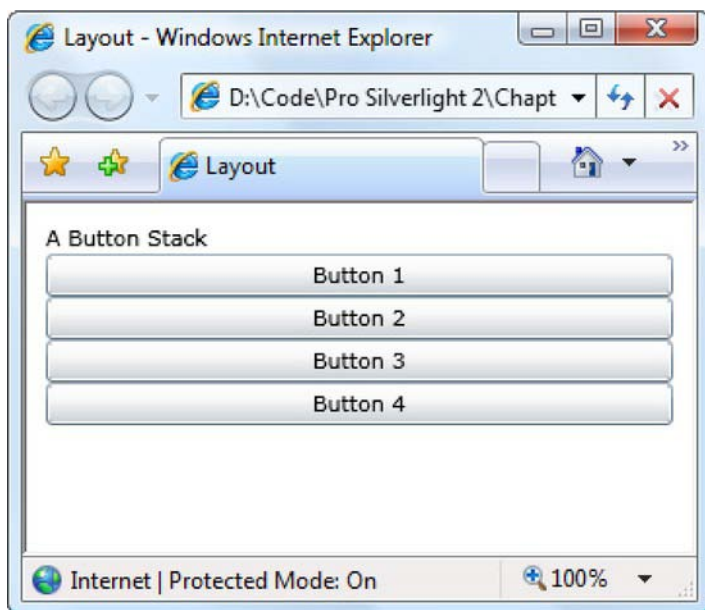 Layout - Windows Internet Explorer
D:\Code\Pro Silverlight 2\Chapt
Layout
A Button Stack
Button 1
Button 2
Button 3
Button 4
Internet | Protected Mode: On
100%